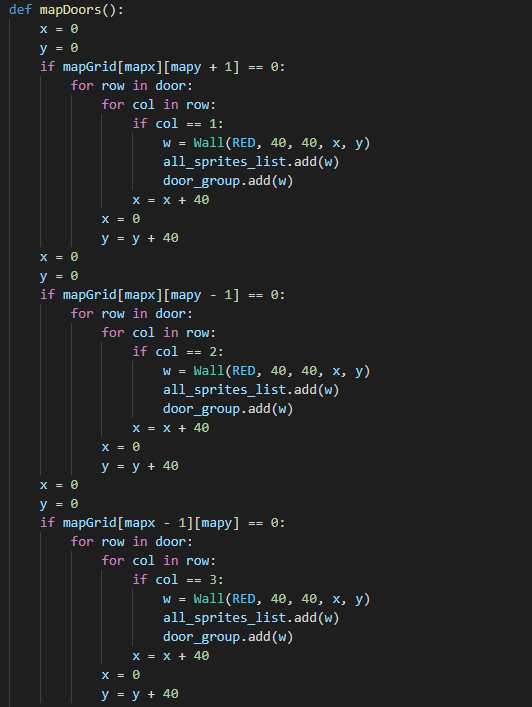 def mapDoors():
    x = 0
    y = 0
    if mapGrid[mapx][mapy + 1] == 0:
        for row in door:
            for col in row:
                if col == 1:
                    w = Wall(RED, 40, 40, x, y)
                    all_sprites_list.add(w)
                    door_group.add(w)
                x = x + 40
            x = 0
            y = y + 40
    x = 0
    y = 0
    if mapGrid[mapx][mapy - 1] == 0:
        for row in door:
            for col in row:
                if col == 2:
                    w = Wall(RED, 40, 40, x, y)
                    all_sprites_list.add(w)
                    door_group.add(w)
                x = x + 40
            x = 0
            y = y + 40
    x = 0
    y = 0
    if mapGrid[mapx - 1][mapy] == 0:
        for row in door:
            for col in row:
                if col == 3:
                    w = Wall(RED, 40, 40, x, y)
                    all_sprites_list.add(w)
                    door_group.add(w)
                x = x + 40
            x = 0
            y = y + 40